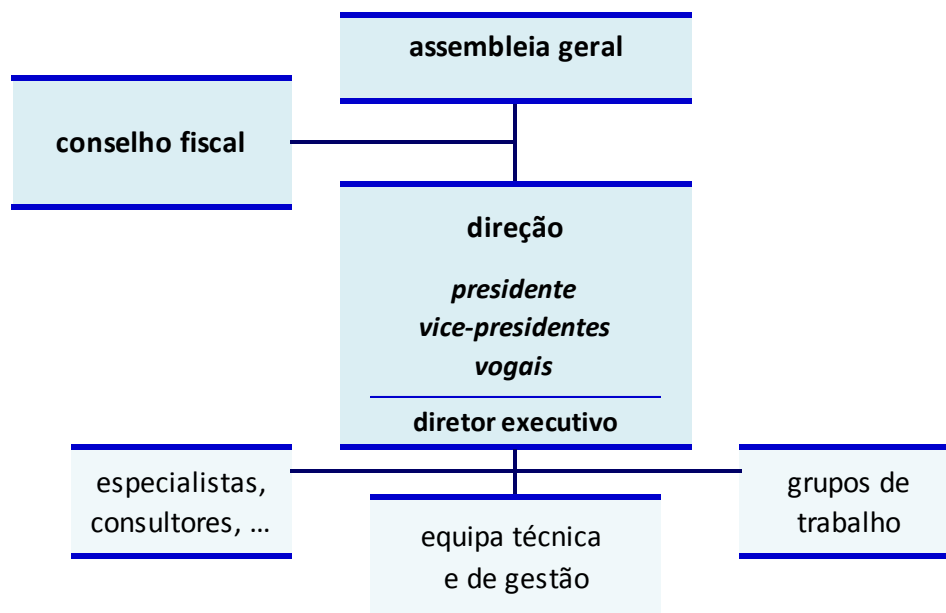 assembleia geral
conselho fiscal
direção
presidente
vice-presidentes
vogais
diretor executivo
especialistas,
consultores, ...
equipa técnica
e de gestão
grupos de
trabalho